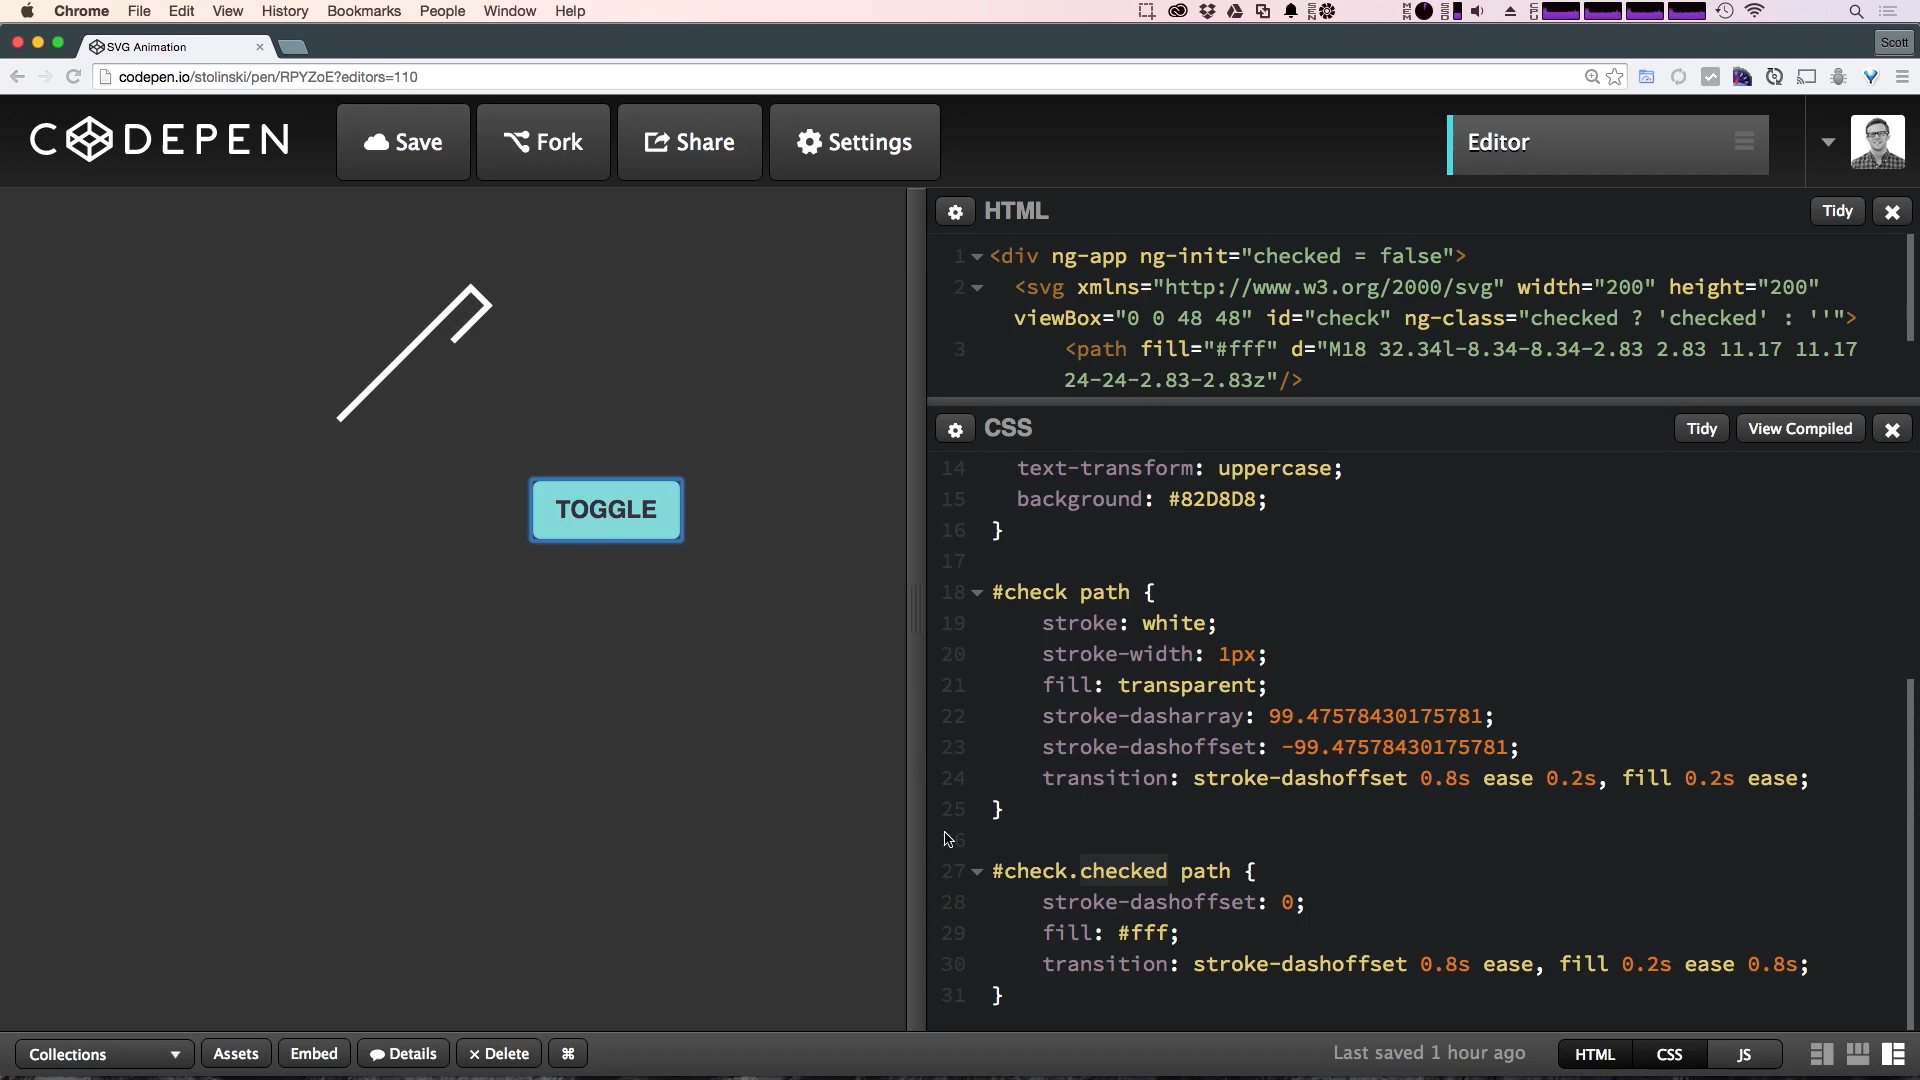 Chrome File Edit View History Bookmarks People Window Help
SVG Animation
Scott
codepen.io/stolinski/pen/RPYZoE?editors=110
CODEPEN
Save
Fork
Share
Settings
Editor
HTML
Tidy
1 <div ng-app ng-init="checked = false">
2 <svg xmlns="http://www.w3.org/2000/svg" width="200" height="200"
viewBox="0 0 48 48" id="check" ng-class="checked ? 'checked' : ''">
3 <path fill="#fff" d="M18 32.34l-8.34-8.34-2.83 2.83 11.17 11.17
24-24-2.83-2.83z"/>
TOGGLE
CSS
Tidy
View Compiled
14 text-transform: uppercase;
15 background: #82D8D8;
16 }
17
18 #check path {
19 stroke: white;
20 stroke-width: 1px;
21 fill: transparent;
22 stroke-dasharray: 99.47578430175781;
23 stroke-dashoffset: -99.47578430175781;
24 transition: stroke-dashoffset 0.8s ease 0.2s, fill 0.2s ease;
25 }
27 #check.checked path {
28 stroke-dashoffset: 0;
29 fill: #fff;
30 transition: stroke-dashoffset 0.8s ease, fill 0.2s ease 0.8s;
31 }
Collections
Assets
Embed
Details
× Delete
⌘
Last saved 1 hour ago
HTML
CSS
JS